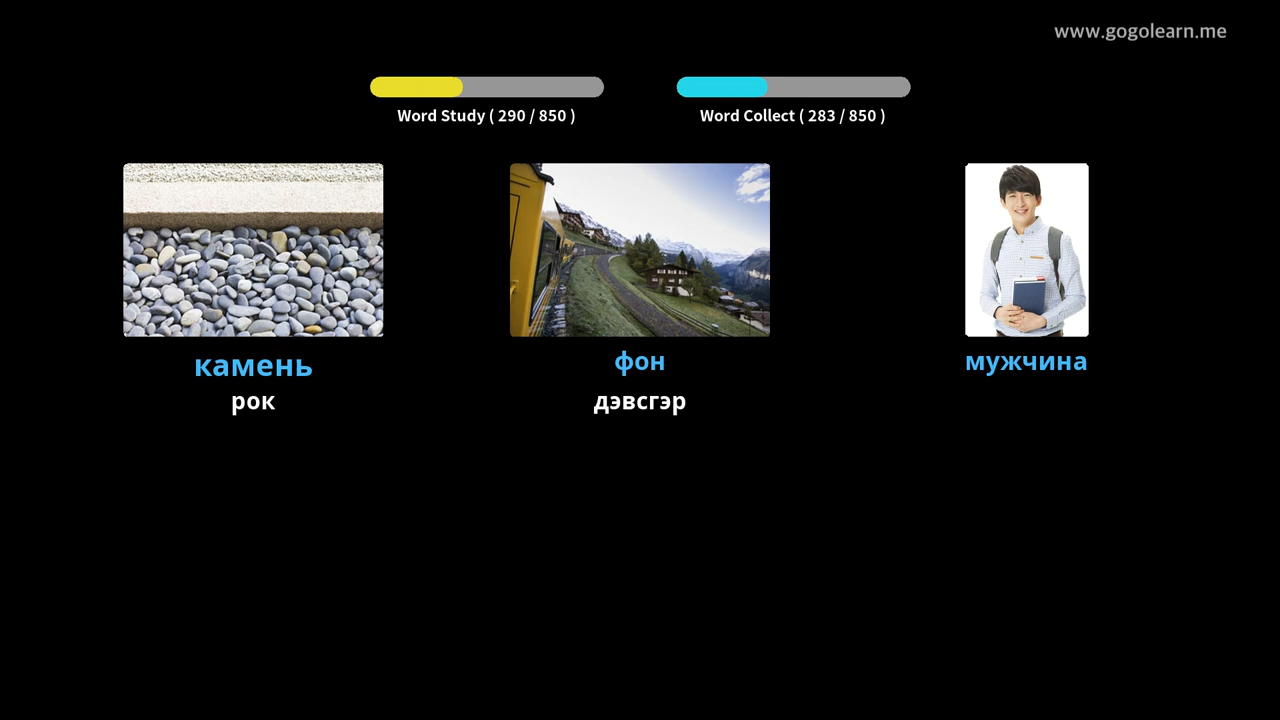 www.gogolearn.me
Word Study ( 290 / 850 )
Word Collect ( 283 / 850 )
камень
фон
мужчина
рок
дэвсгэр